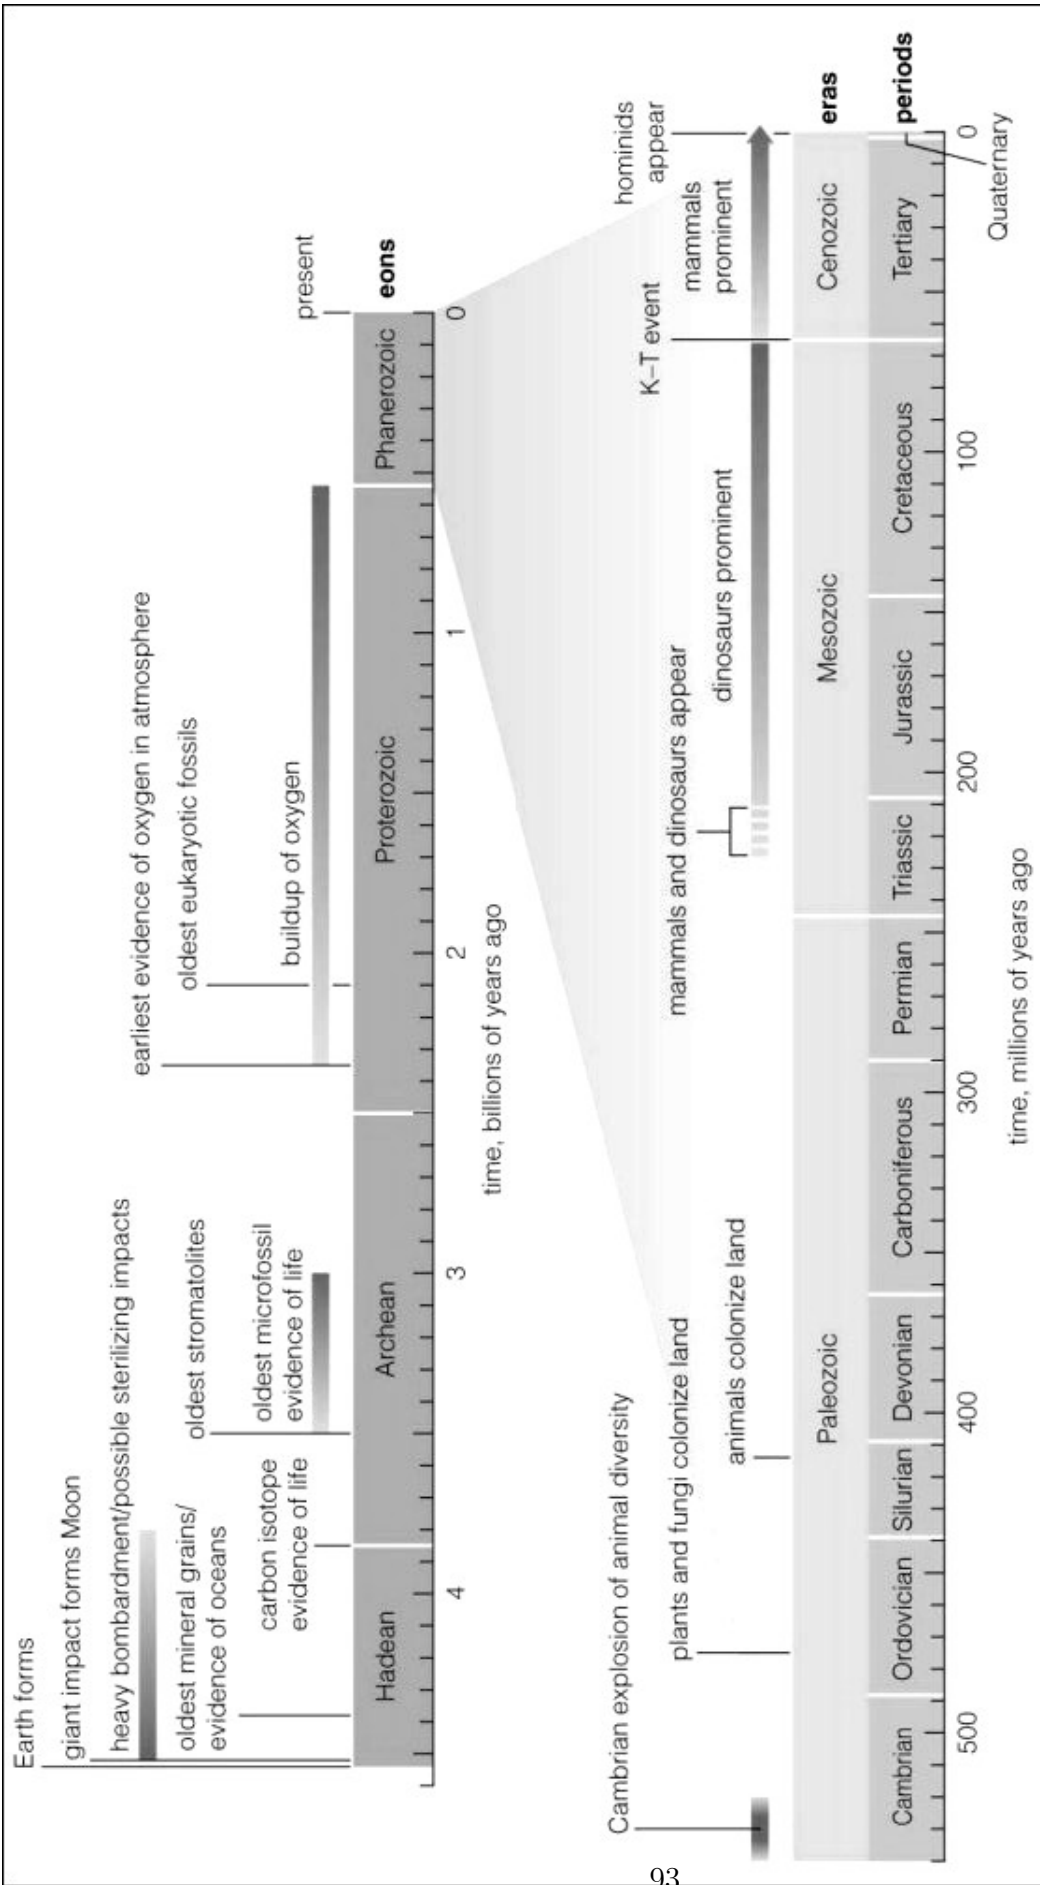 Earth forms
giant impact forms Moon
heavy bombardment/possible sterilizing impacts
oldest mineral grains/
evidence of oceans
carbon isotope
evidence of life
oldest stromatolites
oldest microfossil
evidence of life
earliest evidence of oxygen in atmosphere
oldest eukaryotic fossils
buildup of oxygen
present
eons
Hadean
Archean
Proterozoic
Phanerozoic
4
3
2
1
0
time, billions of years ago
Cambrian explosion of animal diversity
plants and fungi colonize land
animals colonize land
mammals and dinosaurs appear
dinosaurs prominent
K–T event
mammals
prominent
hominids
appear
eras
Paleozoic
Mesozoic
Cenozoic
periods
Cambrian
Ordovician
Silurian
Devonian
Carboniferous
Permian
Triassic
Jurassic
Cretaceous
Tertiary
Quaternary
500
400
300
200
100
0
time, millions of years ago
93